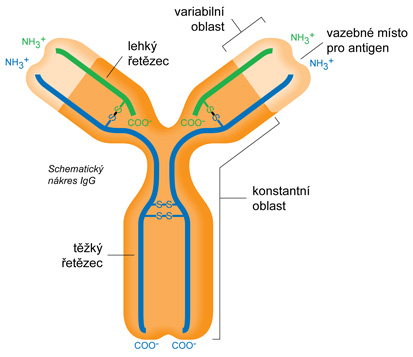 variabilní
oblast
NH3+
NH3+
lehký
řetězec
NH3+
NH3+
vazebné místo
pro antigen
S
S
COO−
S
S
COO−
Schematický
nákres IgG
konstantní
oblast
S–S
S–S
těžký
řetězec
COO− COO−